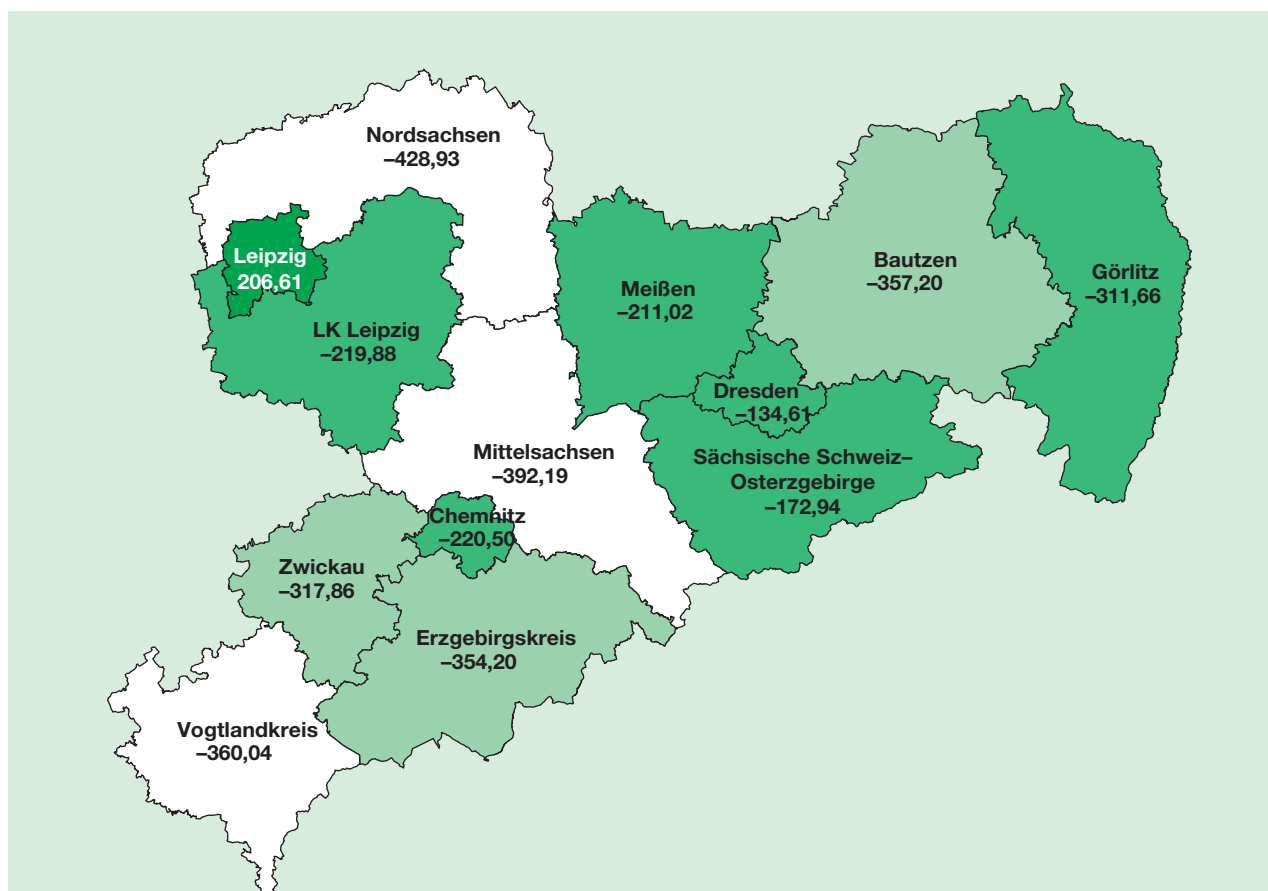 Nordsachsen
–428,93
Leipzig
206,61
LK Leipzig
–219,88
Meißen
–211,02
Bautzen
–357,20
Görlitz
–311,66
Dresden
–134,61
Mittelsachsen
–392,19
Sächsische Schweiz–
Osterzgebirge
–172,94
Chemnitz
–220,50
Zwickau
–317,86
Erzgebirgskreis
–354,20
Vogtlandkreis
–360,04